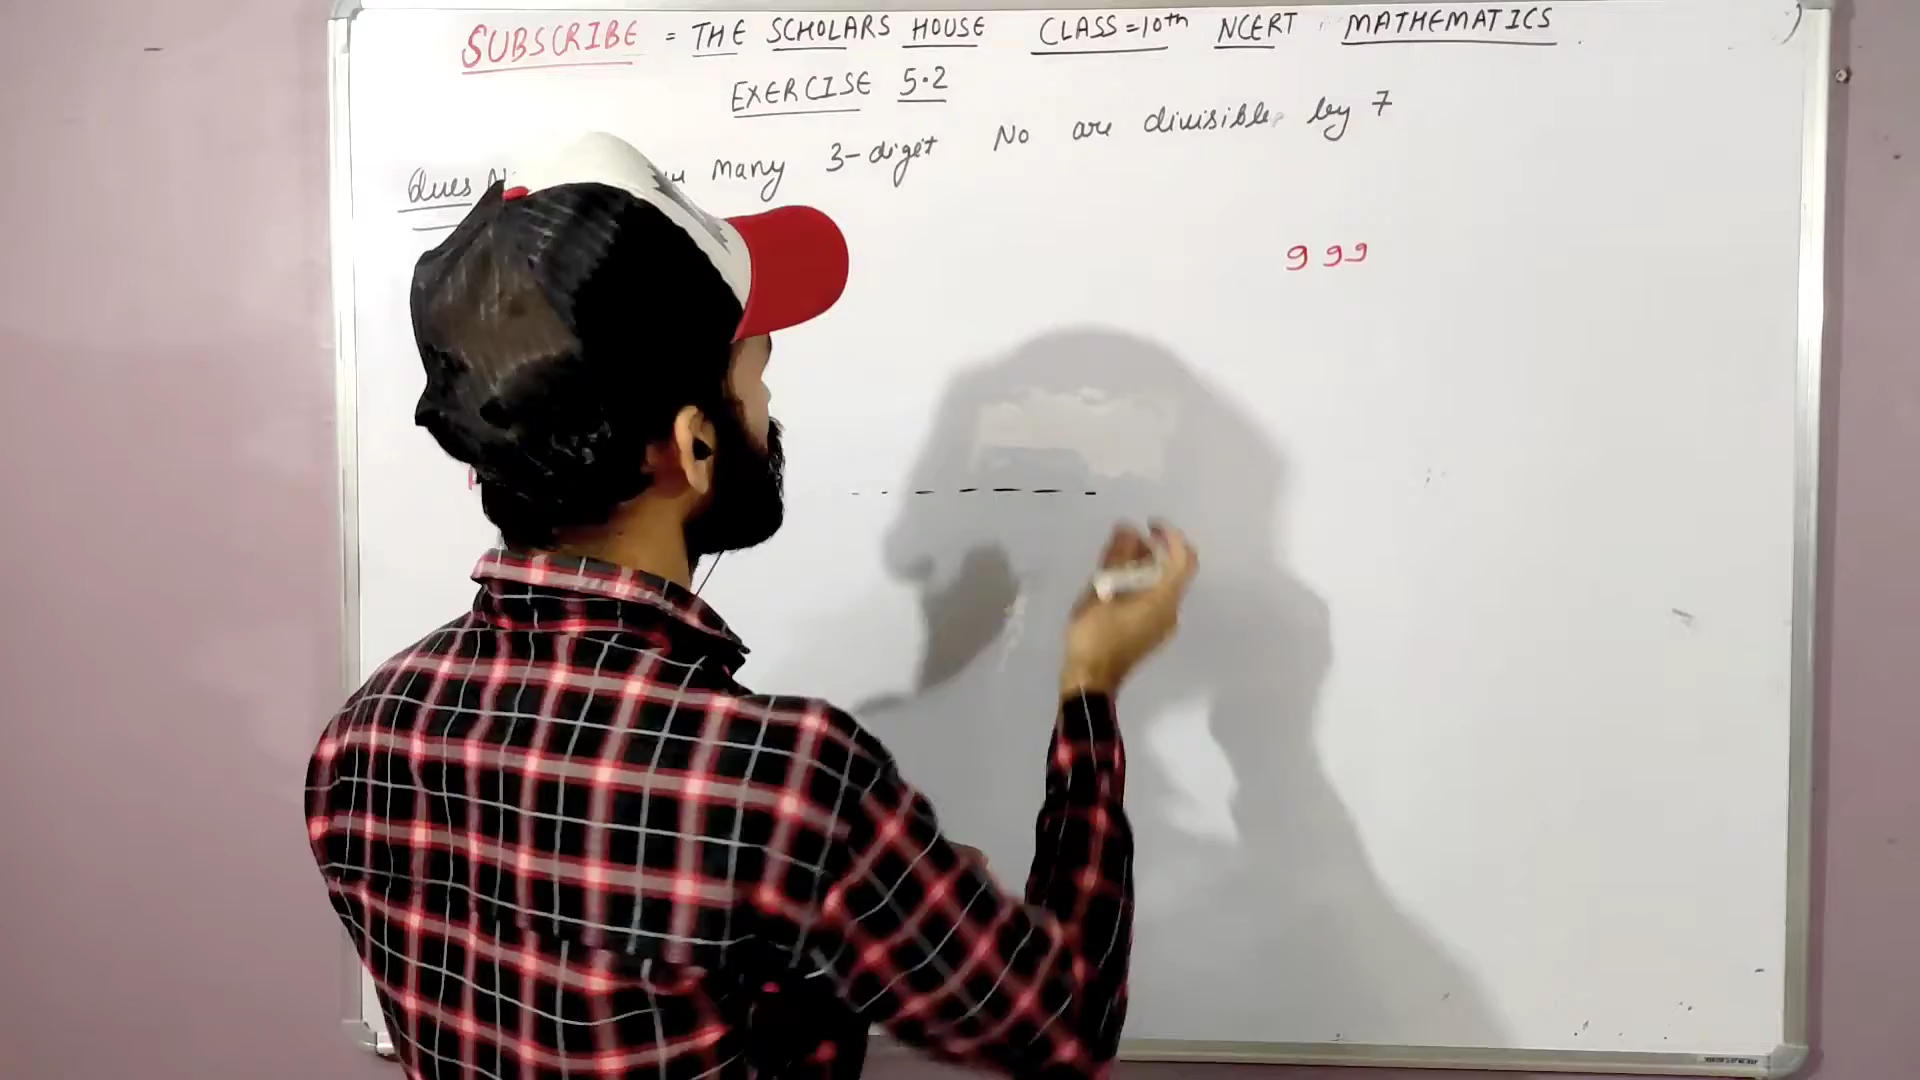 SUBSCRIBE = THE SCHOLARS HOUSE CLASS=10th NCERT MATHEMATICS
EXERCISE 5.2
Ques many 3-digit No are divisible by 7
999